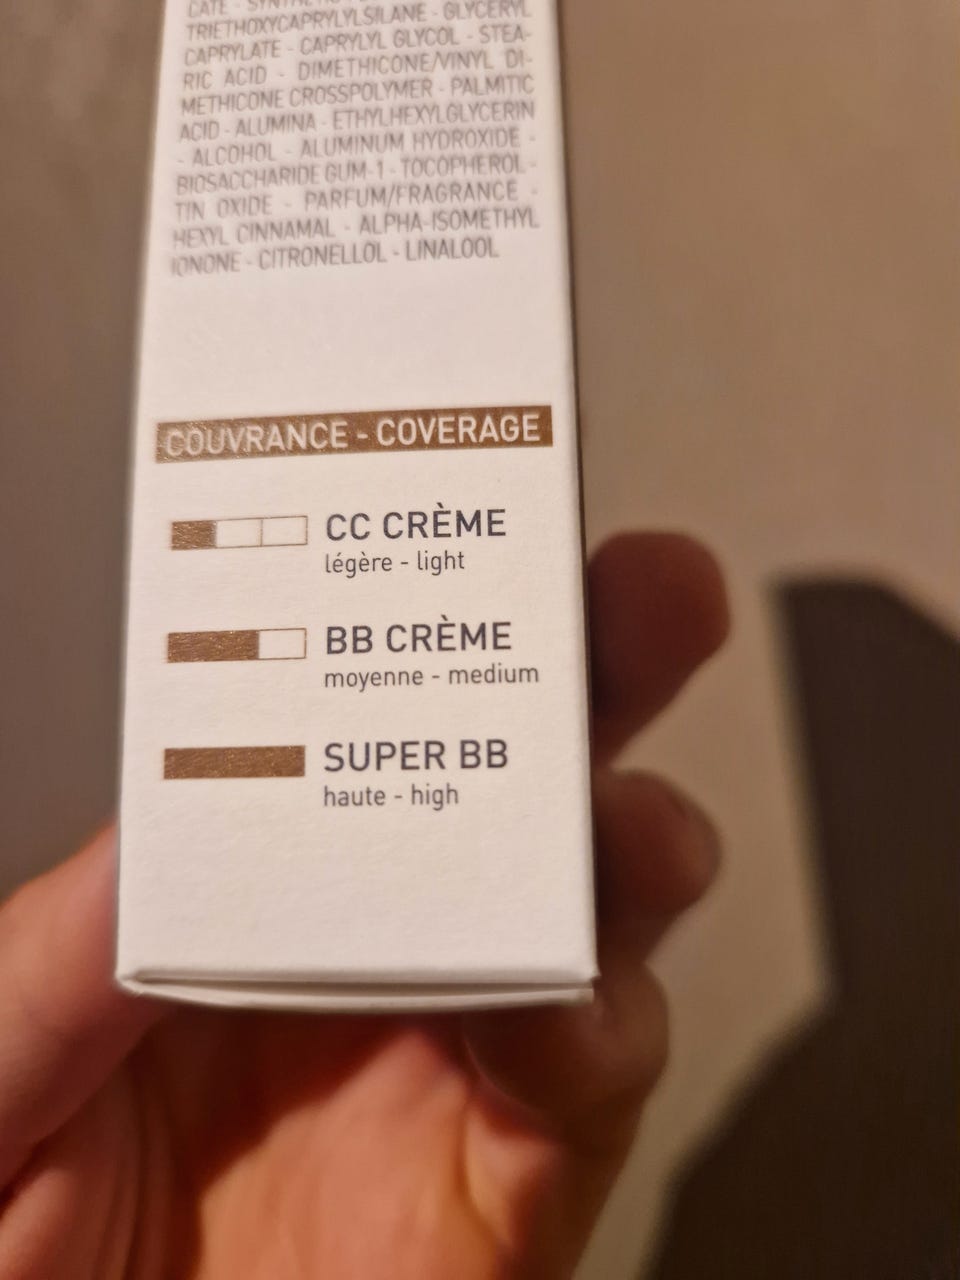 CATE - SYNTHETIC
TRIETHOXYCAPRYLYLSILANE - GLYCERYL
CAPRYLATE - CAPRYLYL GLYCOL - STEA-
RIC ACID - DIMETHICONE/VINYL DI-
METHICONE CROSSPOLYMER - PALMITIC
ACID - ALUMINA - ETHYLHEXYLGLYCERIN
- ALCOHOL - ALUMINUM HYDROXIDE -
BIOSACCHARIDE GUM-1 - TOCOPHEROL -
TIN OXIDE - PARFUM/FRAGRANCE -
HEXYL CINNAMAL - ALPHA-ISOMETHYL
IONONE - CITRONELLOL - LINALOOL
COUVRANCE - COVERAGE
CC CRÈME
légère - light
BB CRÈME
moyenne - medium
SUPER BB
haute - high